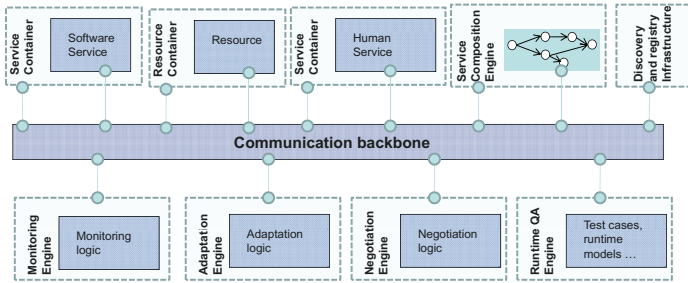 Service
Container
Software
Service
Resource
Container
Resource
Service
Container
Human
Service
Service
Composition
Engine
Discovery
and registry
Infrastructure
Communication backbone
Monitoring
Engine
Monitoring
logic
Adaptation
Engine
Adaptation
logic
Negotiation
Engine
Negotiation
logic
Runtime QA
Engine
Test cases,
runtime
models ...